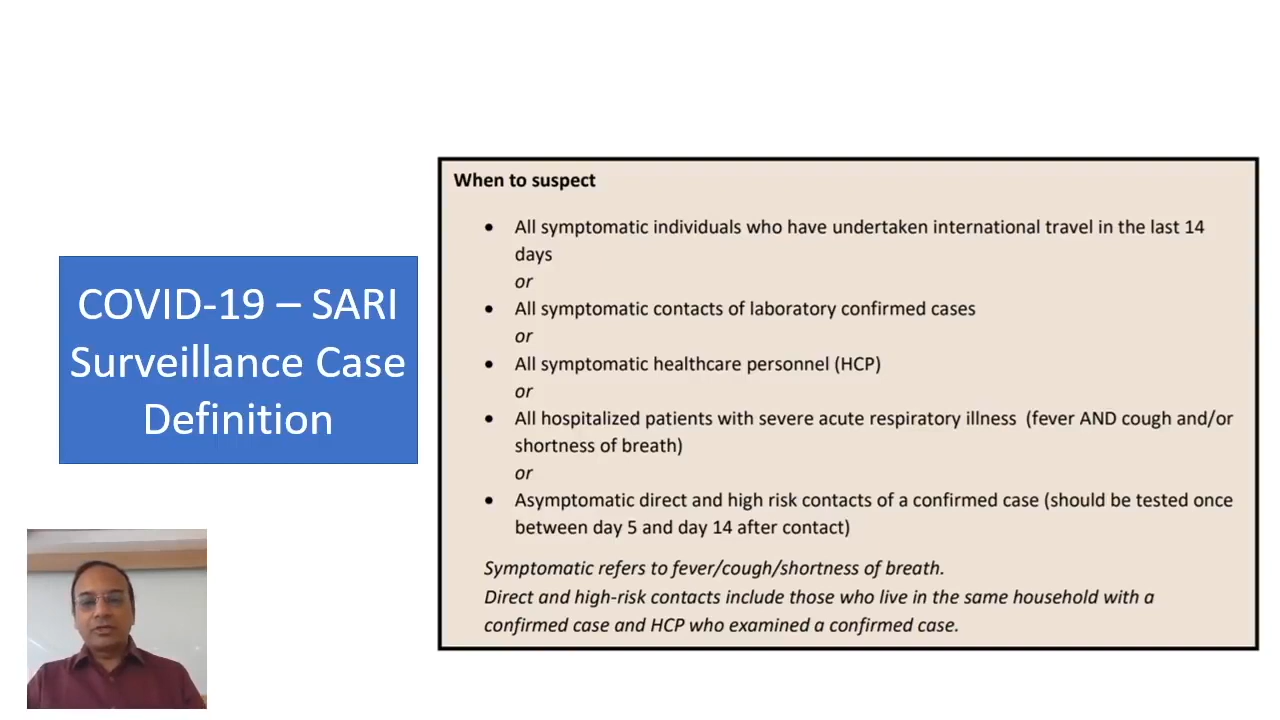 COVID-19 – SARI
Surveillance Case
Definition
When to suspect
• All symptomatic individuals who have undertaken international travel in the last 14
days
or
• All symptomatic contacts of laboratory confirmed cases
or
• All symptomatic healthcare personnel (HCP)
or
• All hospitalized patients with severe acute respiratory illness (fever AND cough and/or
shortness of breath)
or
• Asymptomatic direct and high risk contacts of a confirmed case (should be tested once
between day 5 and day 14 after contact)
Symptomatic refers to fever/cough/shortness of breath.
Direct and high-risk contacts include those who live in the same household with a
confirmed case and HCP who examined a confirmed case.